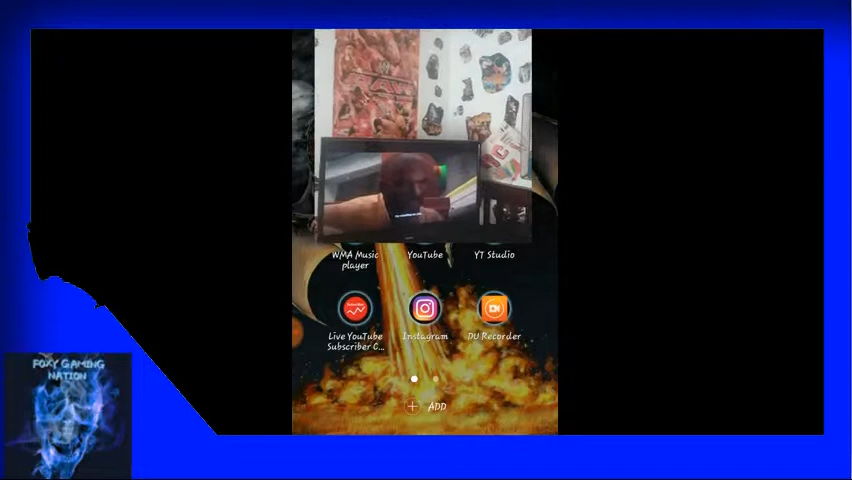 WMA Music
player
YouTube
YT Studio
Live YouTube
Subscriber C...
Instagram
DU Recorder
ADD
FOXY GAMING
NATION